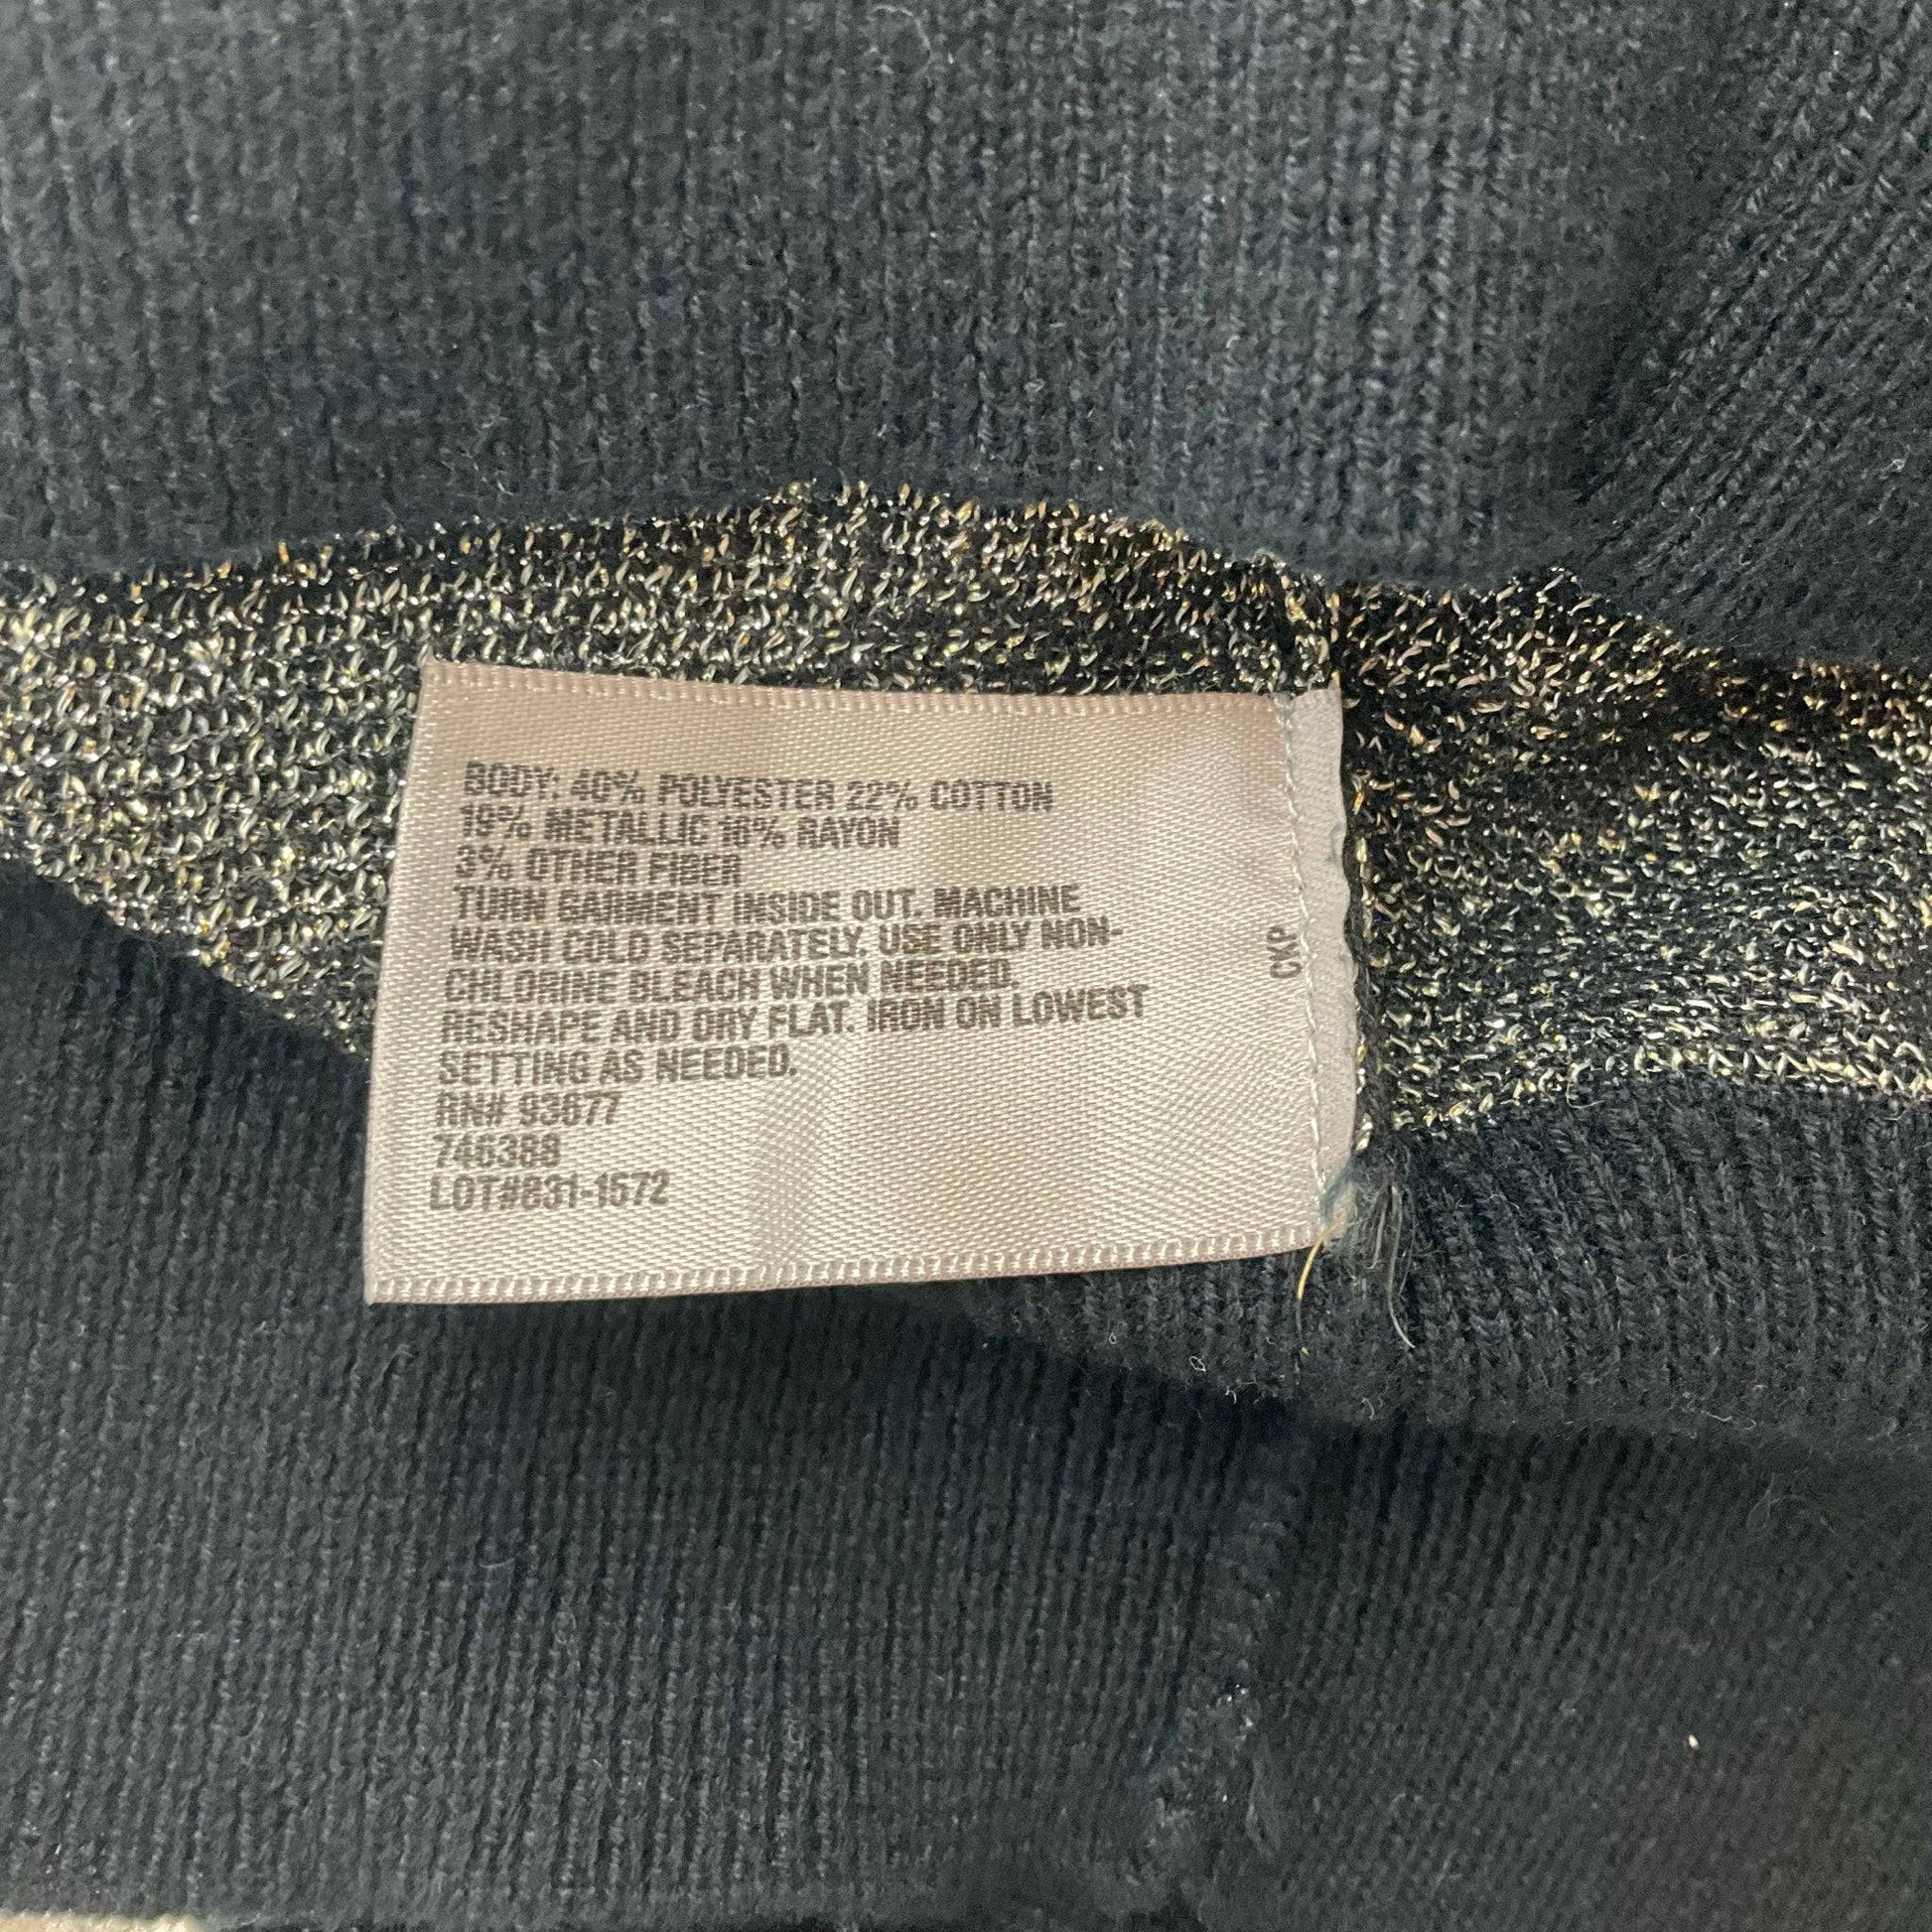 BODY: 40% POLYESTER 22% COTTON
19% METALLIC 16% RAYON
3% OTHER FIBER
TURN GARMENT INSIDE OUT. MACHINE
WASH COLD SEPARATELY. USE ONLY NON-
CHLORINE BLEACH WHEN NEEDED.
RESHAPE AND DRY FLAT. IRON ON LOWEST
SETTING AS NEEDED.
RN# 93677
746388
LOT#831-1572
CKP